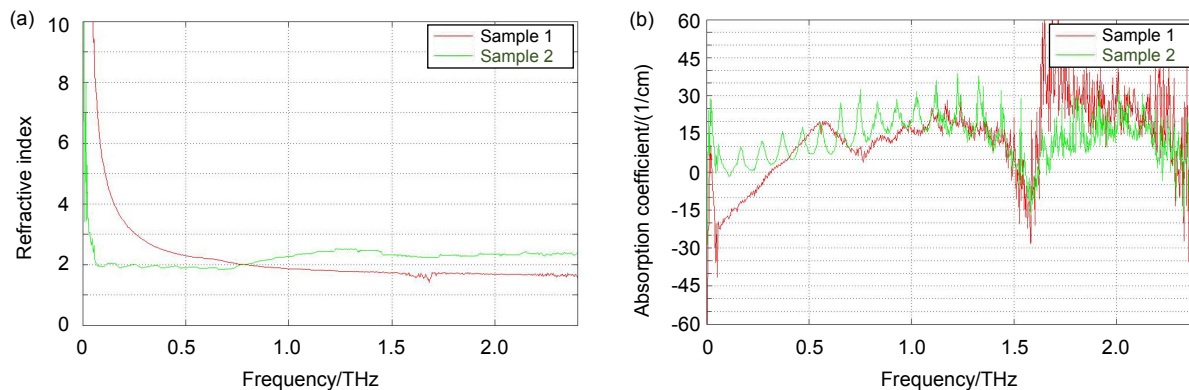 (a)
10
8
6
4
2
0
Refractive index
Sample 1
Sample 2
0 0.5 1.0 1.5 2.0
Frequency/THz
(b)
60
45
30
15
0
-15
-30
-45
-60
Absorption coefficient/(1/cm)
Sample 1
Sample 2
0 0.5 1.0 1.5 2.0
Frequency/THz